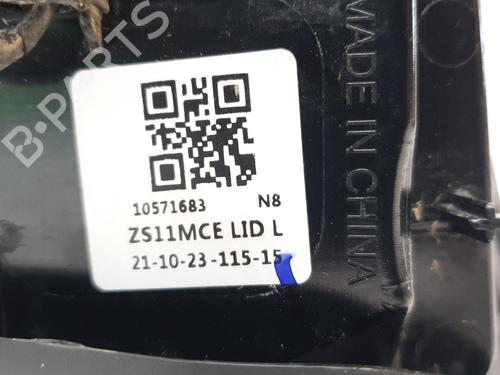 B-PARTS
10571683 N8
ZS11MCE LID L
21-10-23-115-15
MADE IN CHINA